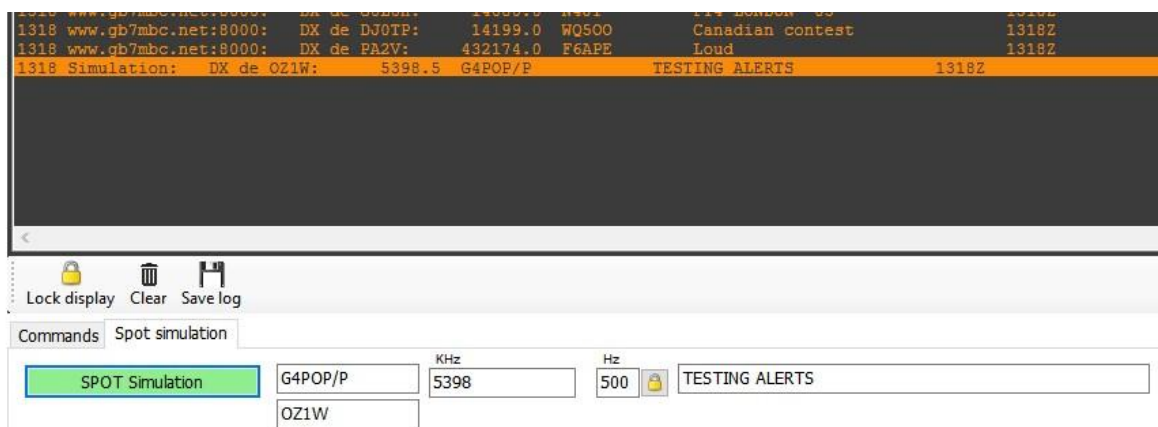 1318 www.gb7mbc.net:8000: DX de DJ0TP: 14199.0 WQ5OO Canadian contest 1318Z
1318 www.gb7mbc.net:8000: DX de PA2V: 432174.0 F6APE Loud 1318Z
1318 Simulation: DX de OZ1W: 5398.5 G4POP/P TESTING ALERTS 1318Z
Lock display Clear Save log
Commands Spot simulation
KHz Hz
SPOT Simulation G4POP/P 5398 500 TESTING ALERTS
OZ1W